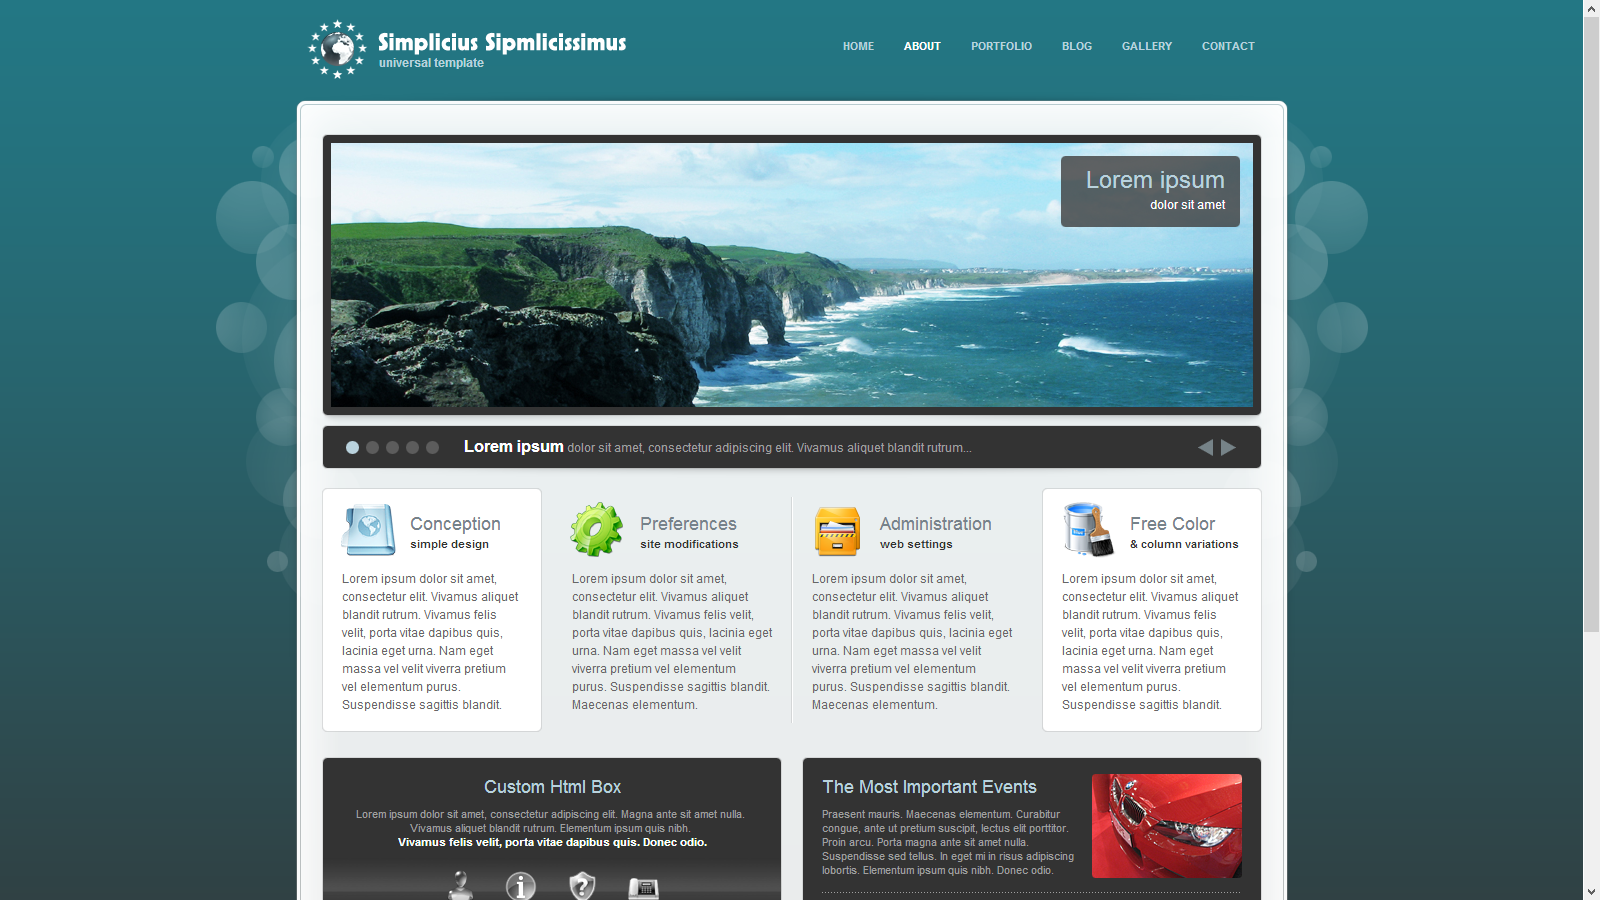 Simplicius Sipmlicissimus
universal template
HOME ABOUT PORTFOLIO BLOG GALLERY CONTACT
Lorem ipsum
dolor sit amet
Lorem ipsum dolor sit amet, consectetur adipiscing elit. Vivamus aliquet blandit rutrum...
Conception
simple design
Lorem ipsum dolor sit amet,
consectetur elit. Vivamus aliquet
blandit rutrum. Vivamus felis
velit, porta vitae dapibus quis,
lacinia eget urna. Nam eget
massa vel velit viverra pretium
vel elementum purus.
Suspendisse sagittis blandit.
Preferences
site modifications
Lorem ipsum dolor sit amet,
consectetur elit. Vivamus aliquet
blandit rutrum. Vivamus felis velit,
porta vitae dapibus quis, lacinia eget
urna. Nam eget massa vel velit
viverra pretium vel elementum
purus. Suspendisse sagittis blandit.
Maecenas elementum.
Administration
web settings
Lorem ipsum dolor sit amet,
consectetur elit. Vivamus aliquet
blandit rutrum. Vivamus felis velit,
porta vitae dapibus quis, lacinia eget
urna. Nam eget massa vel velit
viverra pretium vel elementum
purus. Suspendisse sagittis blandit.
Maecenas elementum.
Free Color
& column variations
Lorem ipsum dolor sit amet,
consectetur elit. Vivamus aliquet
blandit rutrum. Vivamus felis
velit, porta vitae dapibus quis,
lacinia eget urna. Nam eget
massa vel velit viverra pretium
vel elementum purus.
Suspendisse sagittis blandit.
Custom Html Box
Lorem ipsum dolor sit amet, consectetur adipiscing elit. Magna ante sit amet nulla.
Vivamus aliquet blandit rutrum. Elementum ipsum quis nibh.
Vivamus felis velit, porta vitae dapibus quis. Donec odio.
The Most Important Events
Praesent mauris. Maecenas elementum. Curabitur
congue, ante ut pretium suscipit, lectus elit porttitor.
Proin arcu. Porta magna ante sit amet nulla.
Suspendisse sed tellus. In eget mi in risus adipiscing
lobortis. Elementum ipsum quis nibh. Donec odio.